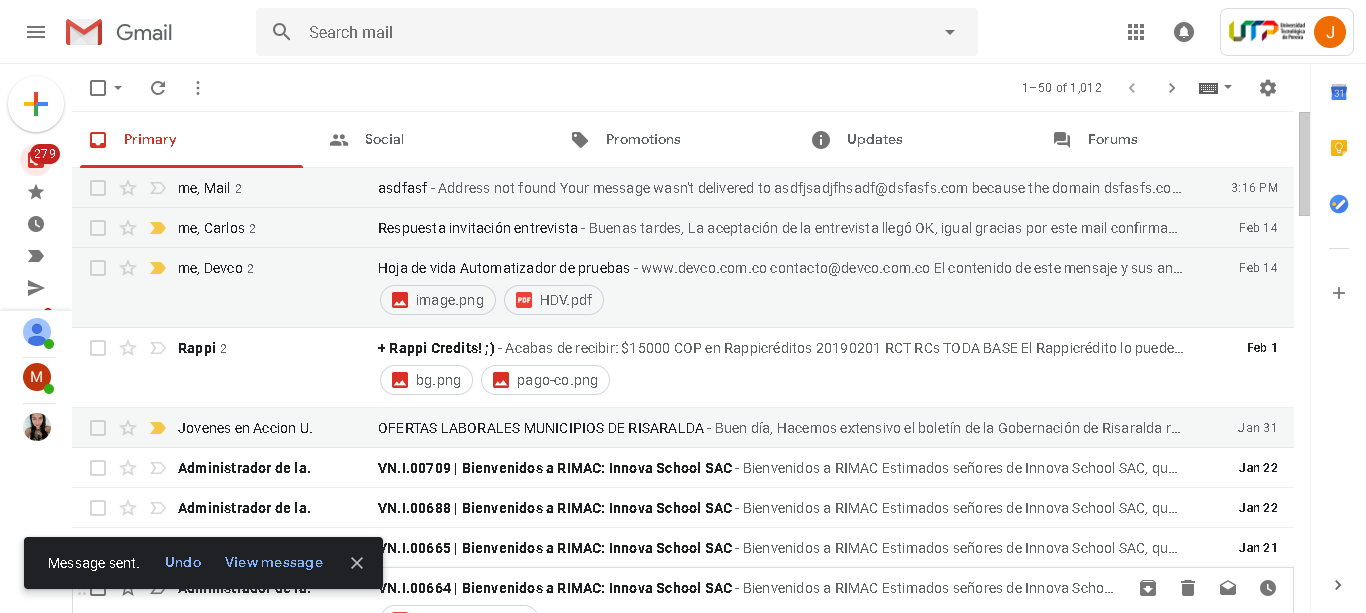 Gmail
Search mail
UTP Universidad Tecnológica de Pereira
J
1–50 of 1,012
31
279
Primary
Social
Promotions
Updates
Forums
me, Mail 2 asdfasf - Address not found Your message wasn't delivered to asdfjsadjfhsadf@dsfasfs.com because the domain dsfasfs.co… 3:16 PM
me, Carlos 2 Respuesta invitación entrevista - Buenas tardes, La aceptación de la entrevista llegó OK, igual gracias por este mail confirma… Feb 14
me, Devco 2 Hoja de vida Automatizador de pruebas - www.devco.com.co contacto@devco.com.co El contenido de este mensaje y sus an… Feb 14
image.png PDF HDV.pdf
Rappi 2 + Rappi Credits! ;) - Acabas de recibir: $15000 COP en Rappicréditos 20190201 RCT RCs TODA BASE El Rappicrédito lo puede… Feb 1
M
bg.png pago-co.png
Jovenes en Accion U. OFERTAS LABORALES MUNICIPIOS DE RISARALDA - Buen día, Hacemos extensivo el boletín de la Gobernación de Risaralda r… Jan 31
Administrador de la. VN.I.00709 | Bienvenidos a RIMAC: Innova School SAC - Bienvenidos a RIMAC Estimados señores de Innova School SAC, qu… Jan 22
Administrador de la. VN.I.00688 | Bienvenidos a RIMAC: Innova School SAC - Bienvenidos a RIMAC Estimados señores de Innova School SAC, qu… Jan 22
VN.I.00665 | Bienvenidos a RIMAC: Innova School SAC - Bienvenidos a RIMAC Estimados señores de Innova School SAC, qu… Jan 21
Message sent. Undo View message
Administrador de la. VN.I.00664 | Bienvenidos a RIMAC: Innova School SAC - Bienvenidos a RIMAC Estimados señores de Innova Scho…